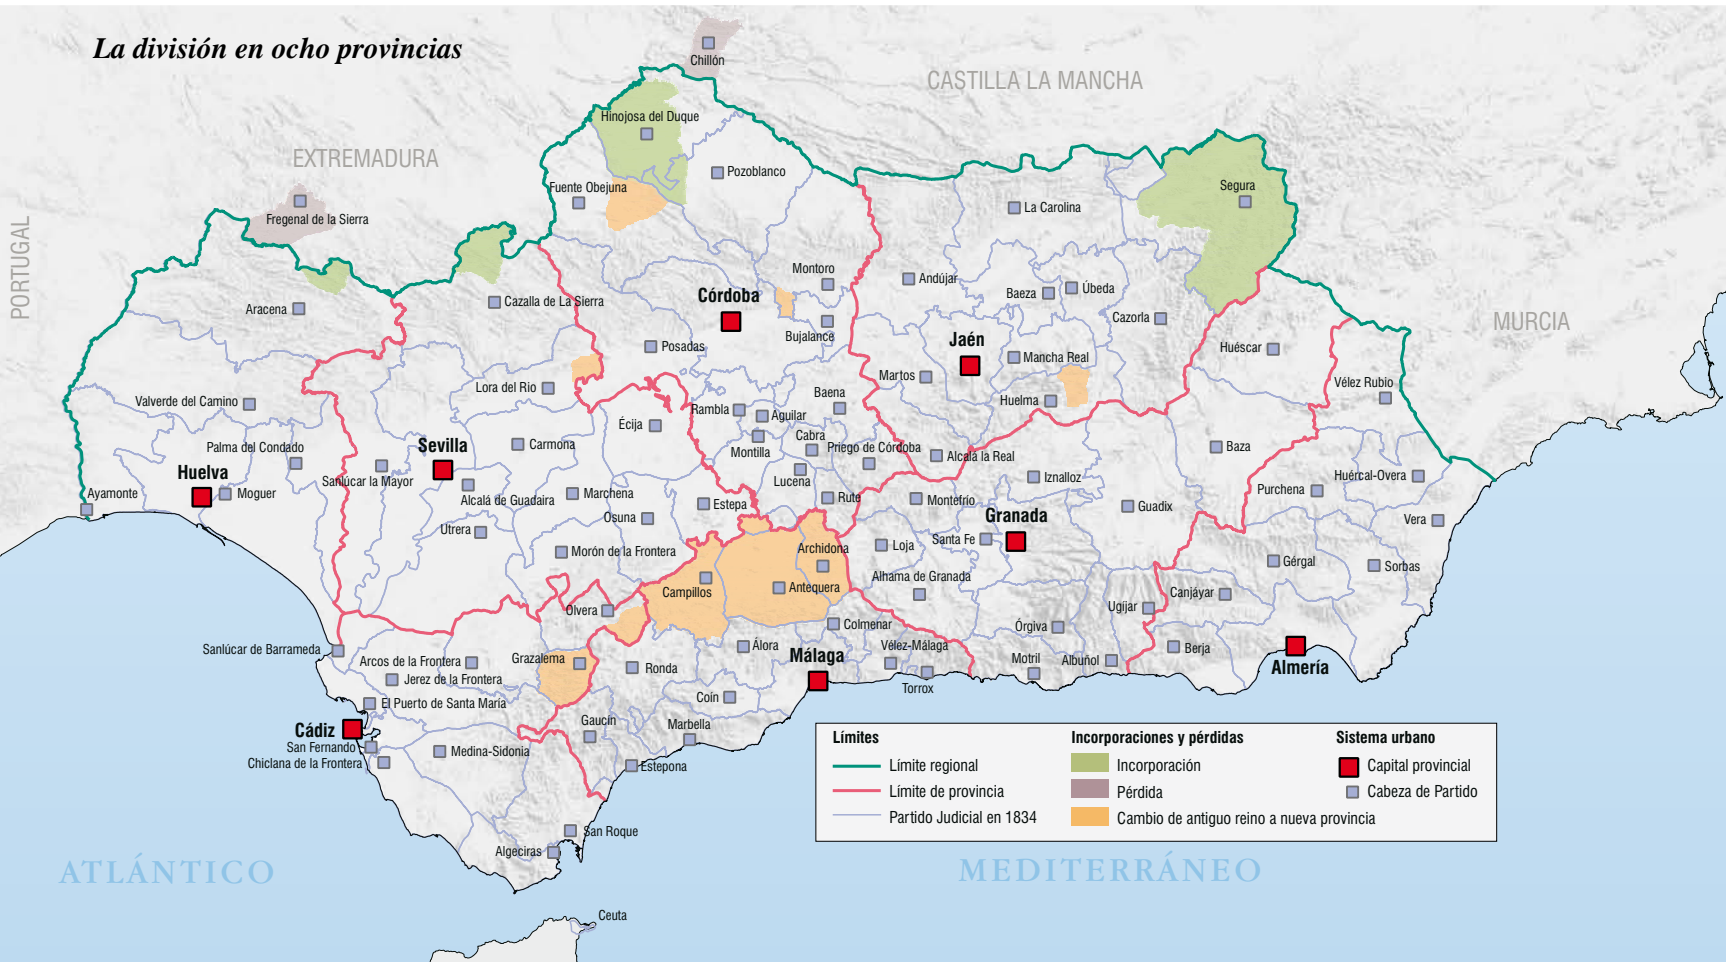 La división en ocho provincias
Chillón
CASTILLA LA MANCHA
Hinojosa del Duque
EXTREMADURA
Pozoblanco
Fuente Obejuna
Segura
Fregenal de la Sierra
La Carolina
PORTUGAL
Montoro
Andújar
Baeza
Úbeda
Córdoba
Cazalla de La Sierra
Aracena
Cazorla
MURCIA
Bujalance
Jaén
Posadas
Huéscar
Mancha Real
Martos
Vélez Rubio
Lora del Rio
Baena
Huelma
Valverde del Camino
Rambla
Aguilar
Écija
Sevilla
Carmona
Cabra
Palma del Condado
Montilla
Priego de Córdoba
Alcalá la Real
Baza
Huelva
Sanlúcar la Mayor
Lucena
Iznalloz
Huércal-Overa
Purchena
Ayamonte
Moguer
Alcalá de Guadaira
Marchena
Estepa
Rute
Montefrío
Guadix
Osuna
Granada
Vera
Utrera
Santa Fe
Morón de la Frontera
Archidona
Loja
Gérgal
Sorbas
Alhama de Granada
Campillos
Antequera
Canjáyar
Ugíjar
Olvera
Colmenar
Órgiva
Sanlúcar de Barrameda
Álora
Vélez-Málaga
Berja
Arcos de la Frontera
Grazalema
Málaga
Motril
Albuñol
Almería
Ronda
Jerez de la Frontera
Torrox
El Puerto de Santa María
Coín
Gaucín
Marbella
Cádiz
San Fernando
Medina-Sidonia
Chiclana de la Frontera
Estepona
San Roque
Algeciras
Límites
Límite regional
Límite de provincia
Partido Judicial en 1834
Incorporaciones y pérdidas
Incorporación
Pérdida
Cambio de antiguo reino a nueva provincia
Sistema urbano
Capital provincial
Cabeza de Partido
ATLÁNTICO
MEDITERRÁNEO
Ceuta